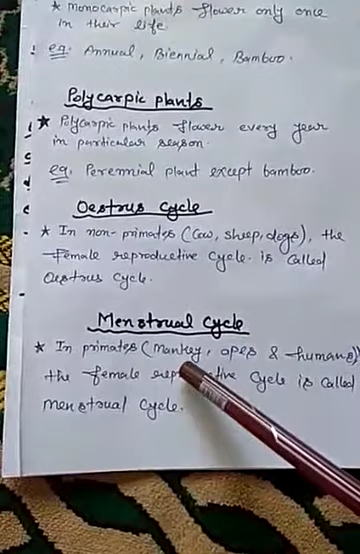 * Monocarpic plants flower only once
in their life.
eg. Annual, Biennial, Bamboo.
Polycarpic plants
* Polycarpic plants flower every year
in particular season.
eg. Perennial plant except bamboo.
Oestrus Cycle
* In non-primates (Cow, sheep, dogs), the
female reproductive cycle is called
Oestrus cycle.
Menstrual Cycle
* In primates (monkey, apes & humans)
the female cycle is called
menstrual cycle.